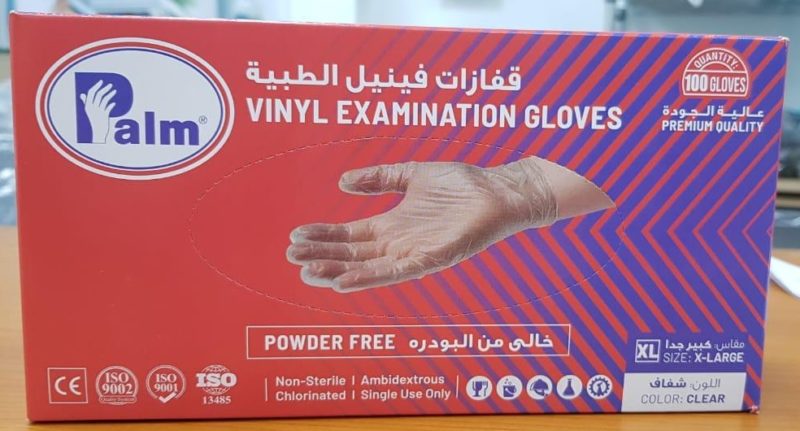 Palm®
قفازات فينيل الطبية
VINYL EXAMINATION GLOVES
QUANTITY:
100 GLOVES
عالية الجودة
PREMIUM QUALITY
POWDER FREE خالى من البودره
XL
مقاس: كبير جدا
SIZE: X-LARGE
CE
ISO 9002
Quality System
ISO 9001
ISO 13485
Non-Sterile | Ambidextrous
Chlorinated | Single Use Only
اللون: شفاف
COLOR: CLEAR